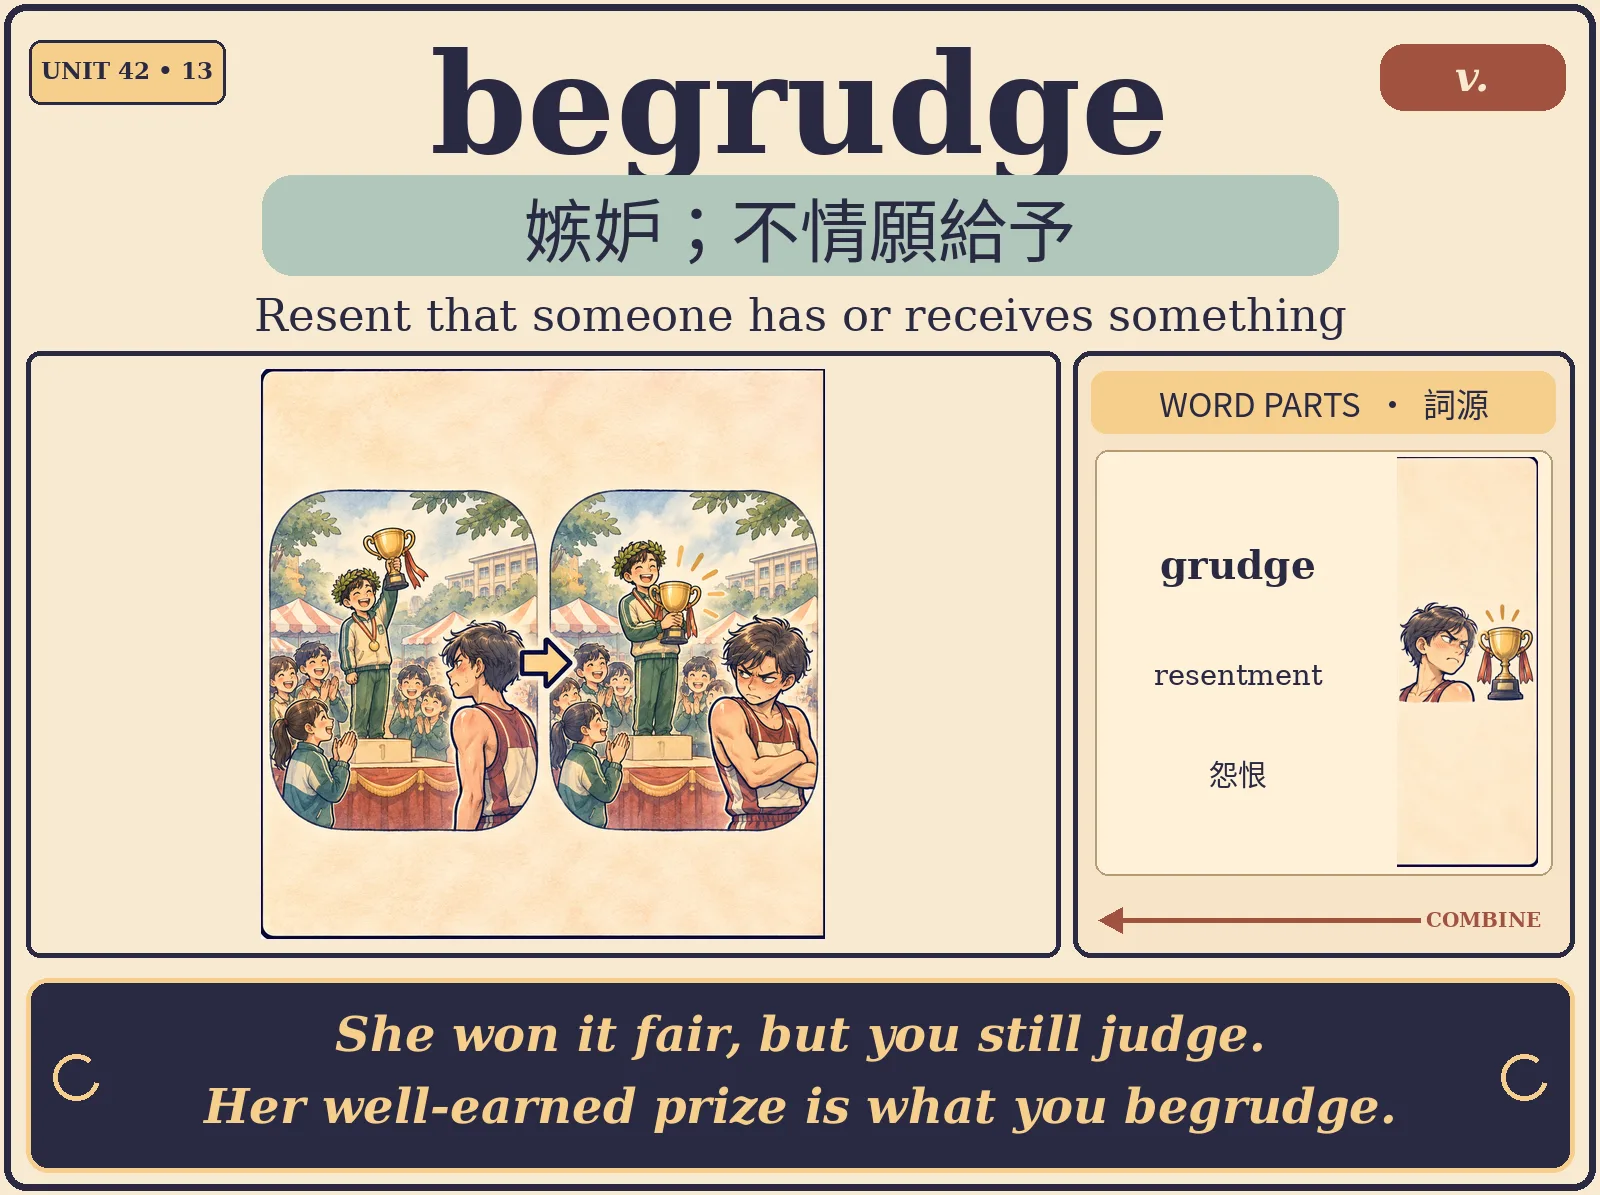 UNIT 42 • 13
begrudge
v.
嫉妒；不情願給予
Resent that someone has or receives something
WORD PARTS ・ 詞源
grudge
resentment
怨恨
COMBINE
She won it fair, but you still judge.
Her well-earned prize is what you begrudge.